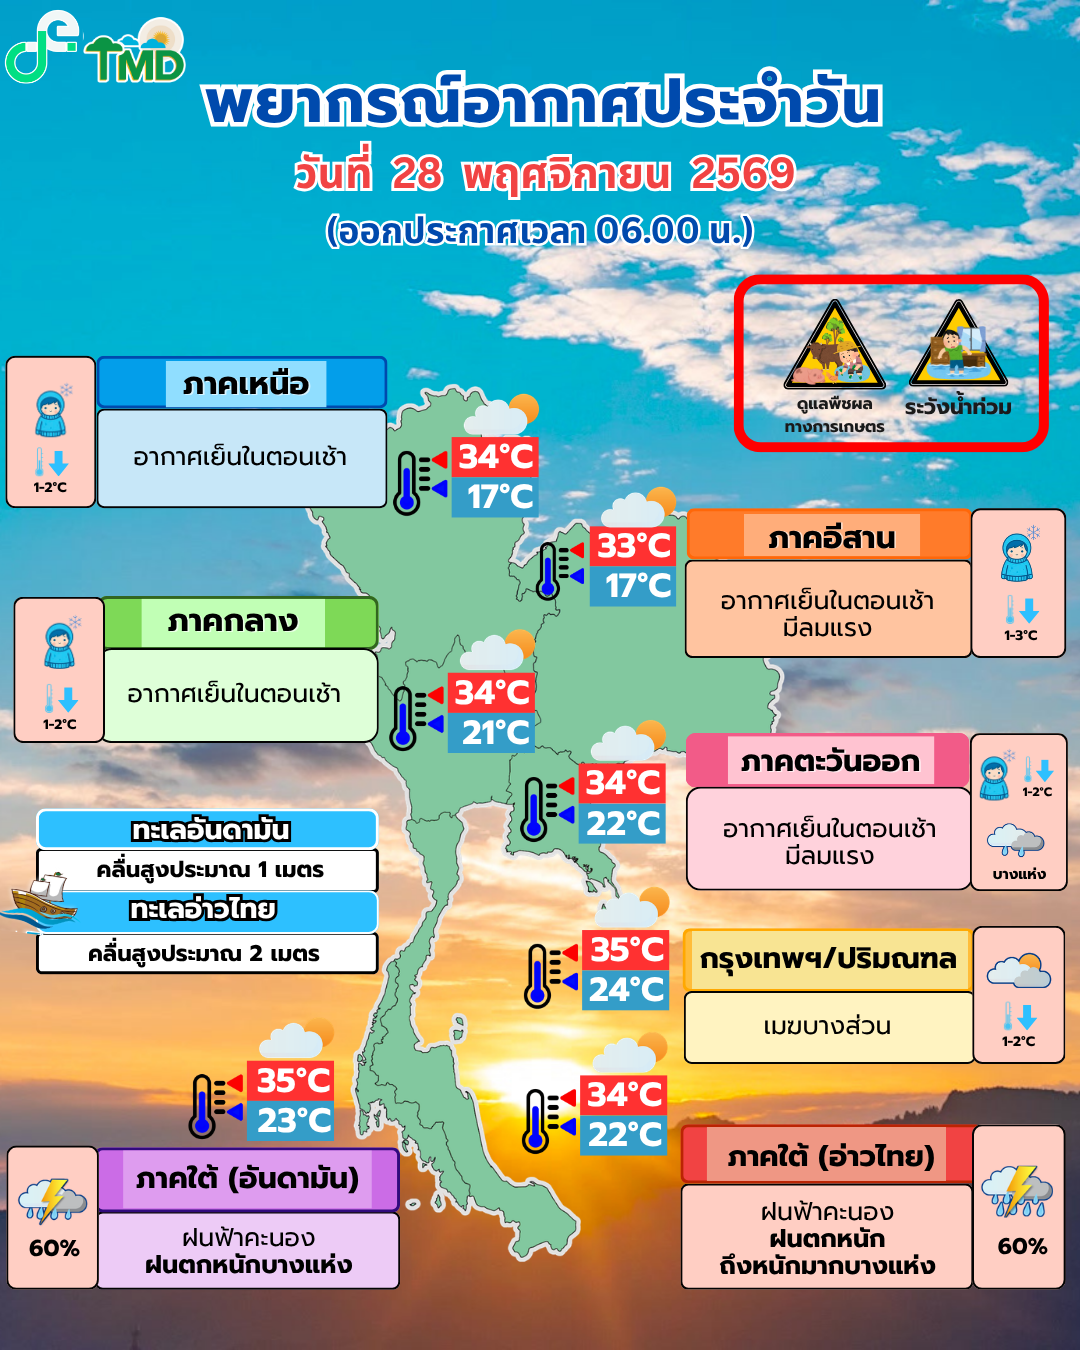 TMD
พยากรณ์อากาศประจำวัน
วันที่ 28 พฤศจิกายน 2569
(ออกประกาศเวลา 06.00 น.)
ดูแลพืชผล
ทางการเกษตร
ระวังน้ำท่วม
ภาคเหนือ
อากาศเย็นในตอนเช้า
1-2°C
34°C
17°C
ภาคอีสาน
อากาศเย็นในตอนเช้า
มีลมแรง
1-3°C
33°C
17°C
ภาคกลาง
อากาศเย็นในตอนเช้า
1-2°C
34°C
21°C
ภาคตะวันออก
อากาศเย็นในตอนเช้า
มีลมแรง
1-2°C
บางแห่ง
34°C
22°C
ทะเลอันดามัน
คลื่นสูงประมาณ 1 เมตร
ทะเลอ่าวไทย
คลื่นสูงประมาณ 2 เมตร
กรุงเทพฯ/ปริมณฑล
เมฆบางส่วน
1-2°C
35°C
24°C
35°C
23°C
34°C
22°C
ภาคใต้ (อันดามัน)
ฝนฟ้าคะนอง
ฝนตกหนักบางแห่ง
60%
ภาคใต้ (อ่าวไทย)
ฝนฟ้าคะนอง
ฝนตกหนัก
ถึงหนักมากบางแห่ง
60%